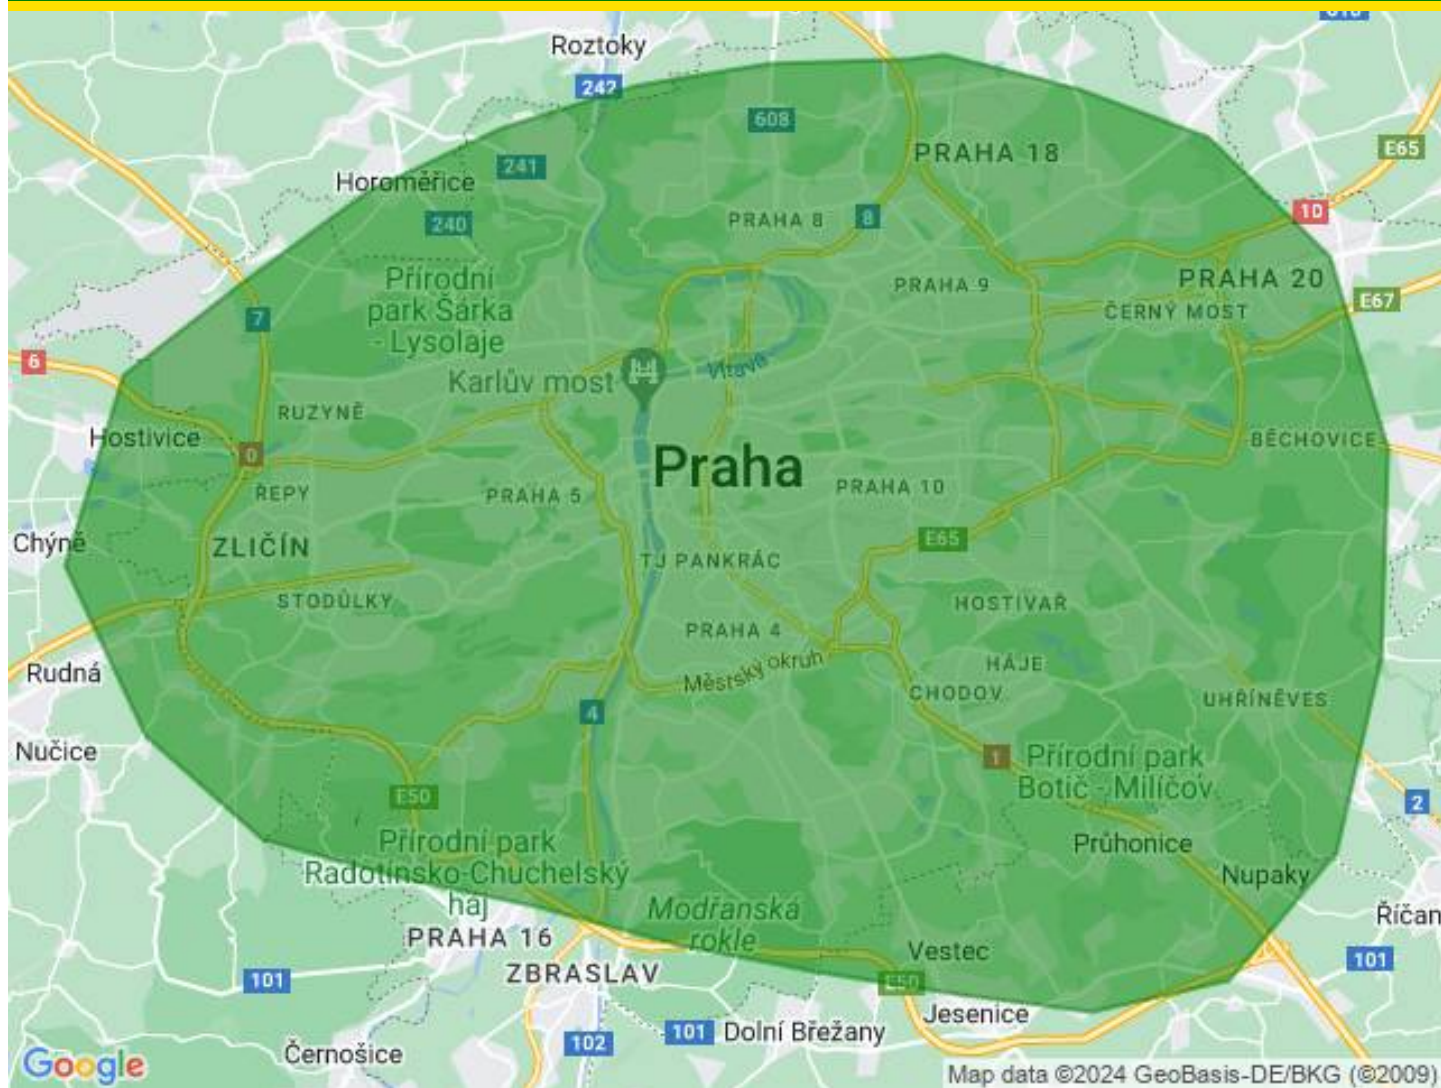 Roztoky
242
608
PRAHA 18
E65
241
Horoměřice
240
PRAHA 8
8
10
Přírodní
park Šárka
- Lysolaje
PRAHA 9
PRAHA 20
ČERNÝ MOST
E67
7
6
Karlův most
Vltava
RUZYNĚ
Hostivice
0
BĚCHOVICE
Praha
ŘEPY
PRAHA 5
PRAHA 10
Chýně
ZLIČÍN
E65
TJ PANKRÁC
STODŮLKY
HOSTIVAŘ
PRAHA 4
Městský okruh
HÁJE
Rudná
CHODOV
UHŘÍNĚVES
4
Nučice
1
Přírodní park
Botič - Milíčov
E50
2
Přírodní park
Radotínsko-Chuchelský
háj
Průhonice
Nupaky
Modřanská
rokle
Říčan
PRAHA 16
Vestec
101
ZBRASLAV
101
E50
Jesenice
102
101
Dolní Břežany
Černošice
Google
Map data ©2024 GeoBasis-DE/BKG (©2009)